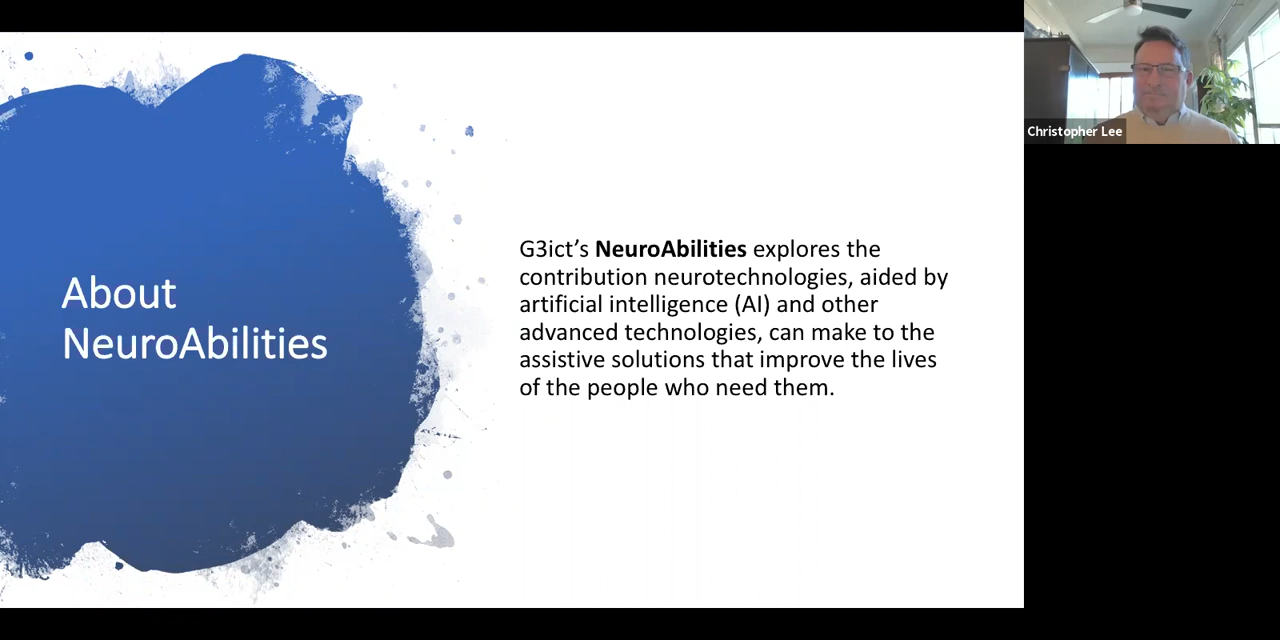 About
NeuroAbilities
G3ict’s NeuroAbilities explores the
contribution neurotechnologies, aided by
artificial intelligence (AI) and other
advanced technologies, can make to the
assistive solutions that improve the lives
of the people who need them.
Christopher Lee